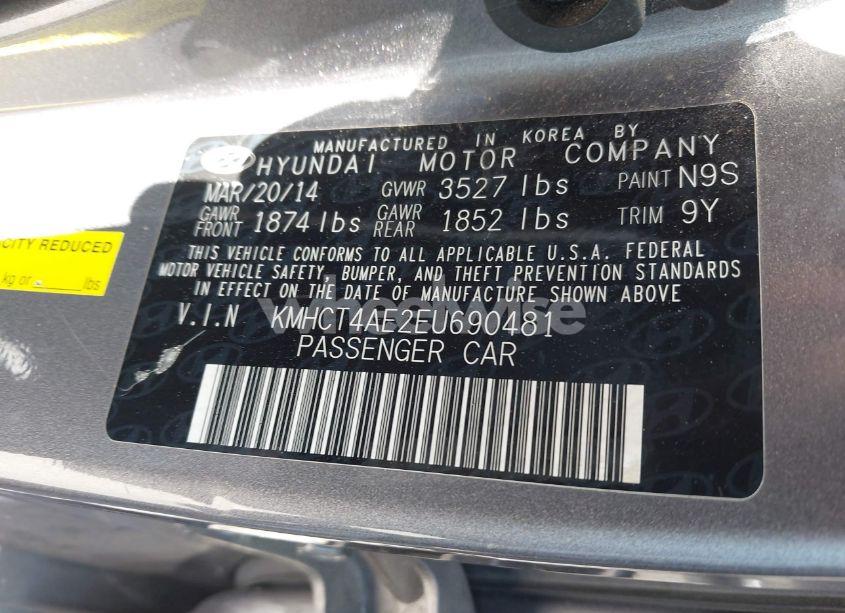 MANUFACTURED IN KOREA BY
HYUNDAI MOTOR COMPANY
MAR/20/14 GVWR 3527 lbs PAINT N9S
GAWR FRONT 1874 lbs GAWR REAR 1852 lbs TRIM 9Y
THIS VEHICLE CONFORMS TO ALL APPLICABLE U.S.A. FEDERAL
MOTOR VEHICLE SAFETY, BUMPER, AND THEFT PREVENTION STANDARDS
IN EFFECT ON THE DATE OF MANUFACTURE SHOWN ABOVE
V.I.N KMHCT4AE2EU690481
PASSENGER CAR
REDUCED
kg or lbs